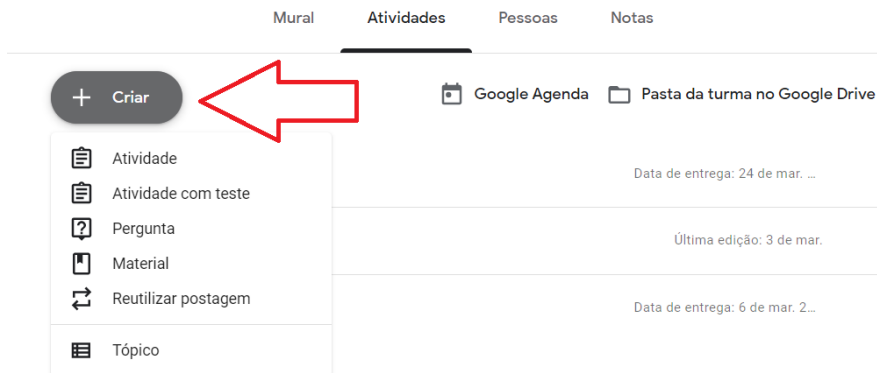 Mural Atividades Pessoas Notas
Criar
Google Agenda Pasta da turma no Google Drive
Atividade
Data de entrega: 24 de mar. ...
Atividade com teste
Pergunta
Última edição: 3 de mar.
Material
Reutilizar postagem
Data de entrega: 6 de mar. 2...
Tópico